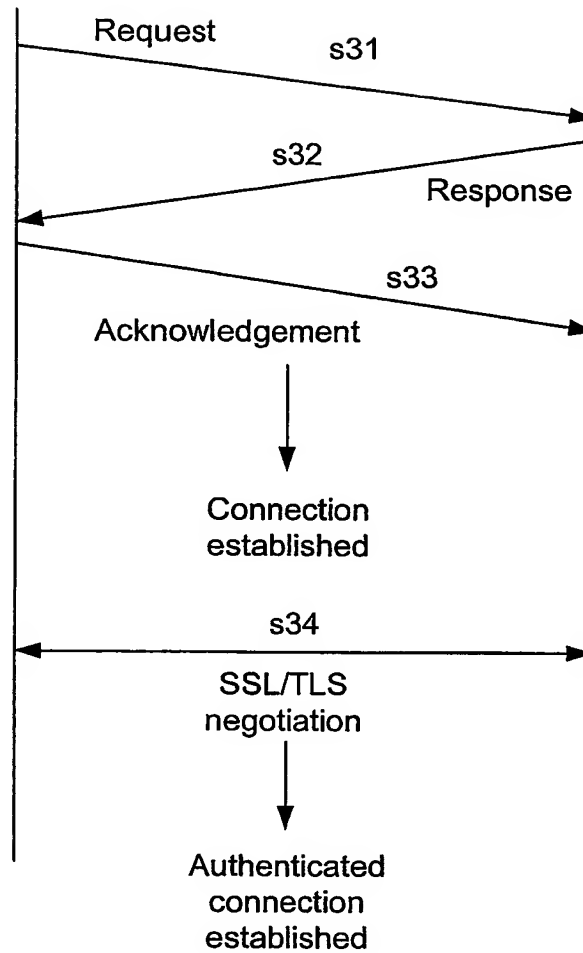 Request
s31
s32
Response
s33
Acknowledgement
Connection
established
s34
SSL/TLS
negotiation
Authenticated
connection
established